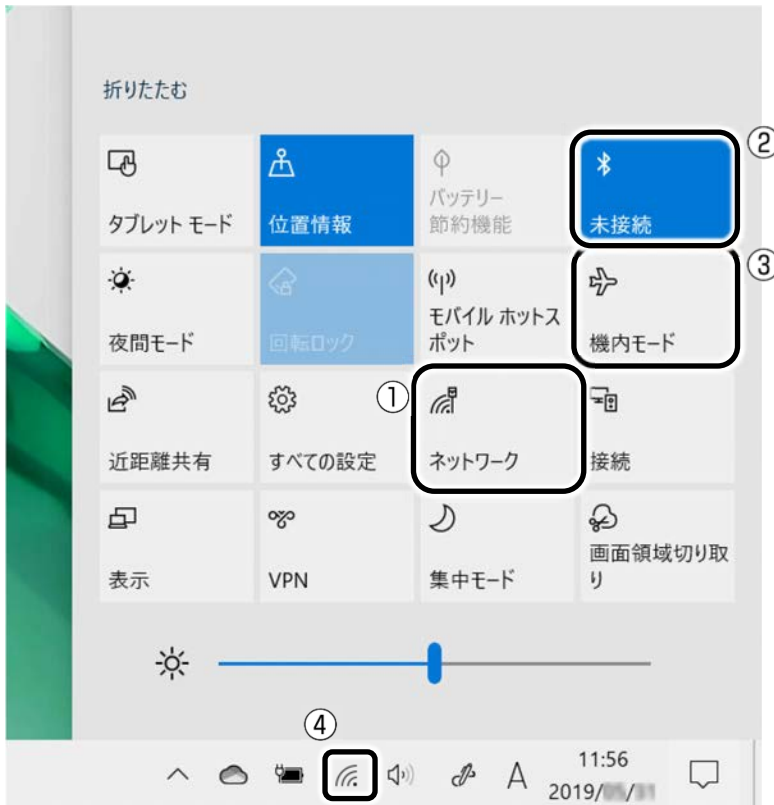 折りたたむ
②
タブレット モード
位置情報
バッテリー
節約機能
未接続
③
夜間モード
回転ロック
モバイル ホットス
ポット
機内モード
①
近距離共有
すべての設定
ネットワーク
接続
表示
VPN
集中モード
画面領域切り取
り
④
A
11:56
2019/